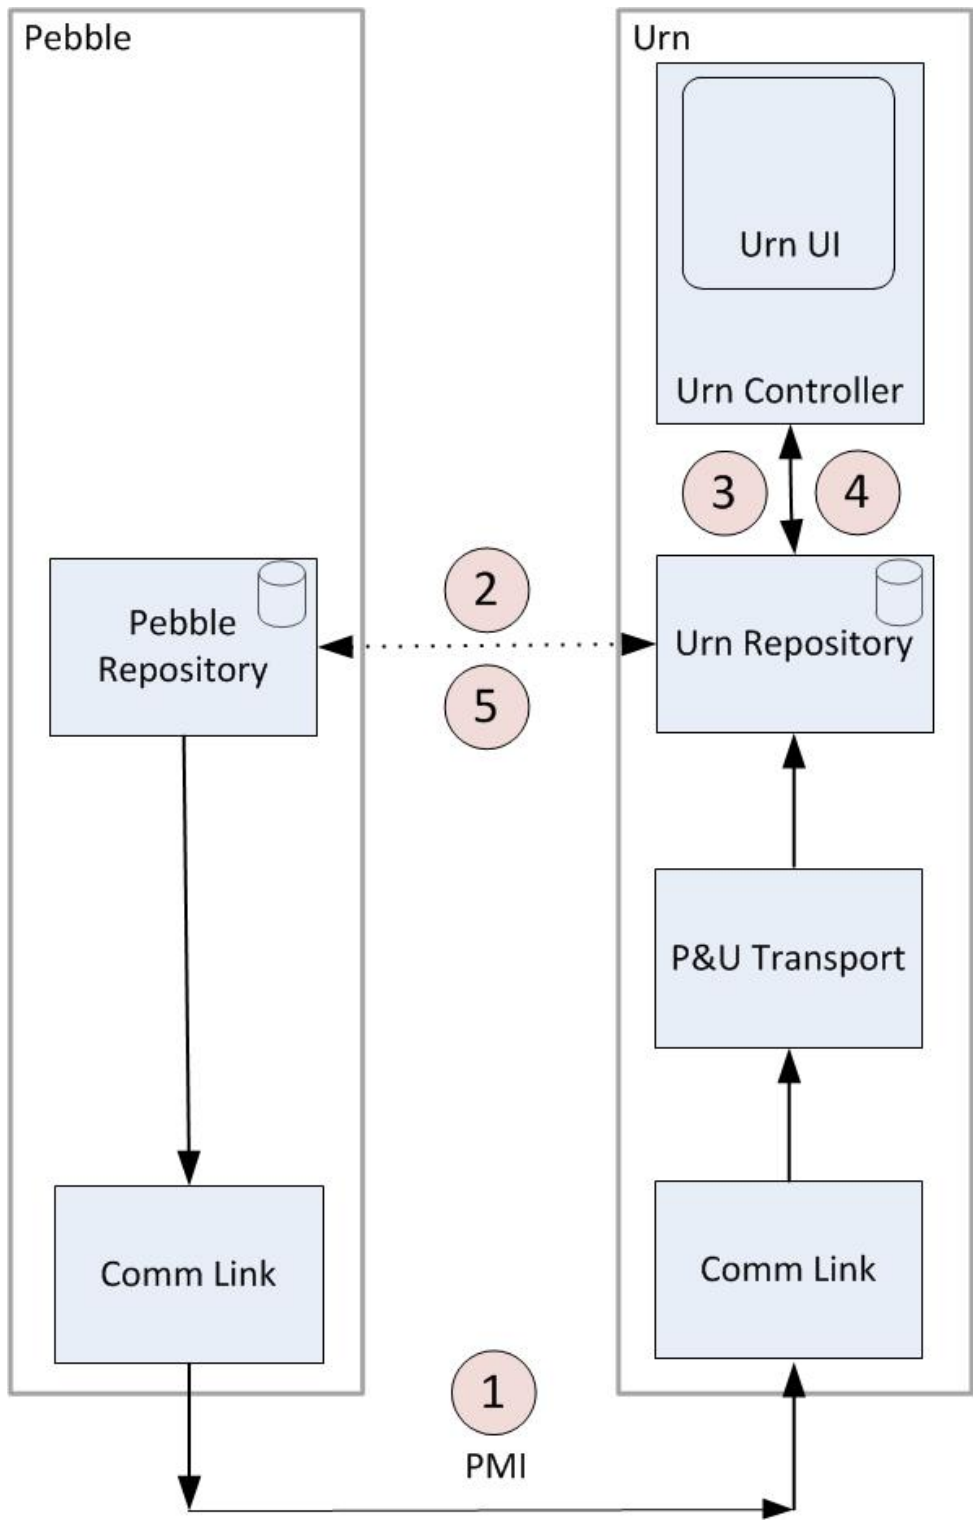 Pebble
Urn
Urn UI
Urn Controller
3
4
2
Pebble
Repository
Urn Repository
5
P&U Transport
Comm Link
Comm Link
1
PMI